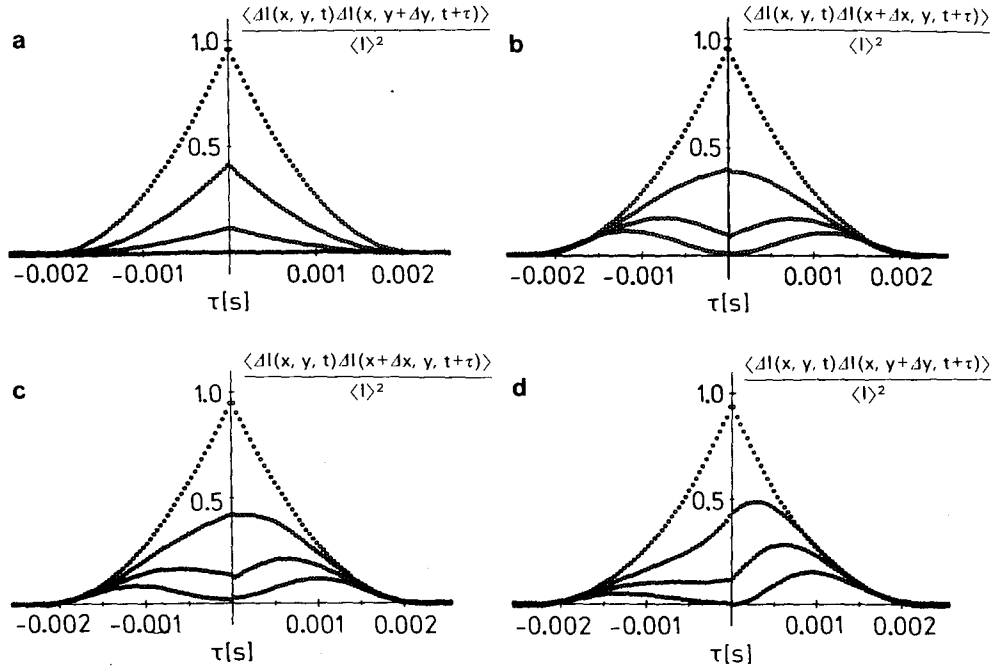 a
⟨ΔI(x, y, t)ΔI(x, y+Δy, t+τ)⟩
⟨I⟩²
1.0
0.5
-0.002 -0.001 0.001 0.002
τ[s]
b
⟨ΔI(x, y, t)ΔI(x+Δx, y, t+τ)⟩
⟨I⟩²
1.0
0.5
-0.002 -0.001 0.001 0.002
τ[s]
c
⟨ΔI(x, y, t)ΔI(x+Δx, y, t+τ)⟩
⟨I⟩²
1.0
0.5
-0.002 -0.001 0.001 0.002
τ[s]
d
⟨ΔI(x, y, t)ΔI(x, y+Δy, t+τ)⟩
⟨I⟩²
1.0
0.5
-0.002 -0.001 0.001 0.002
τ[s]